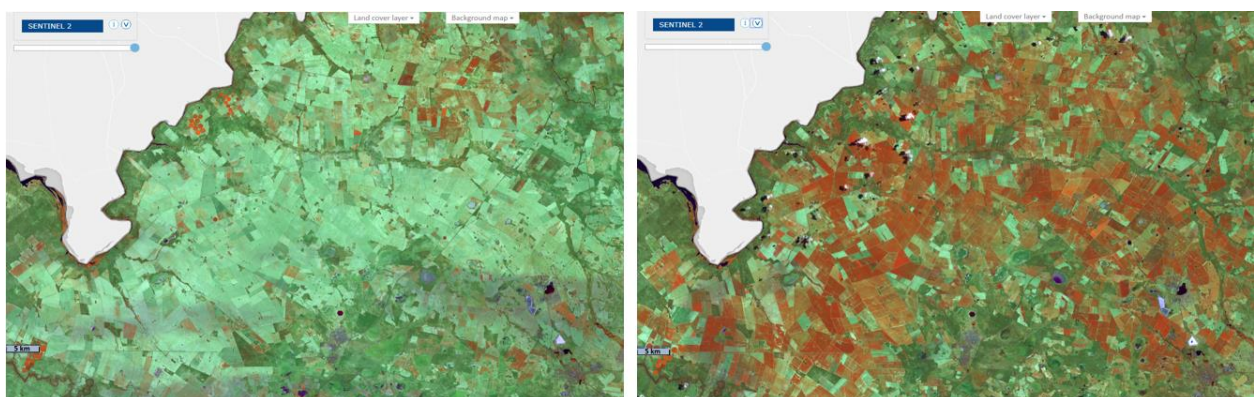 SENTINEL 2
i
Land cover layer
Background map
5 km
SENTINEL 2
i
Land cover layer
Background map
5 km